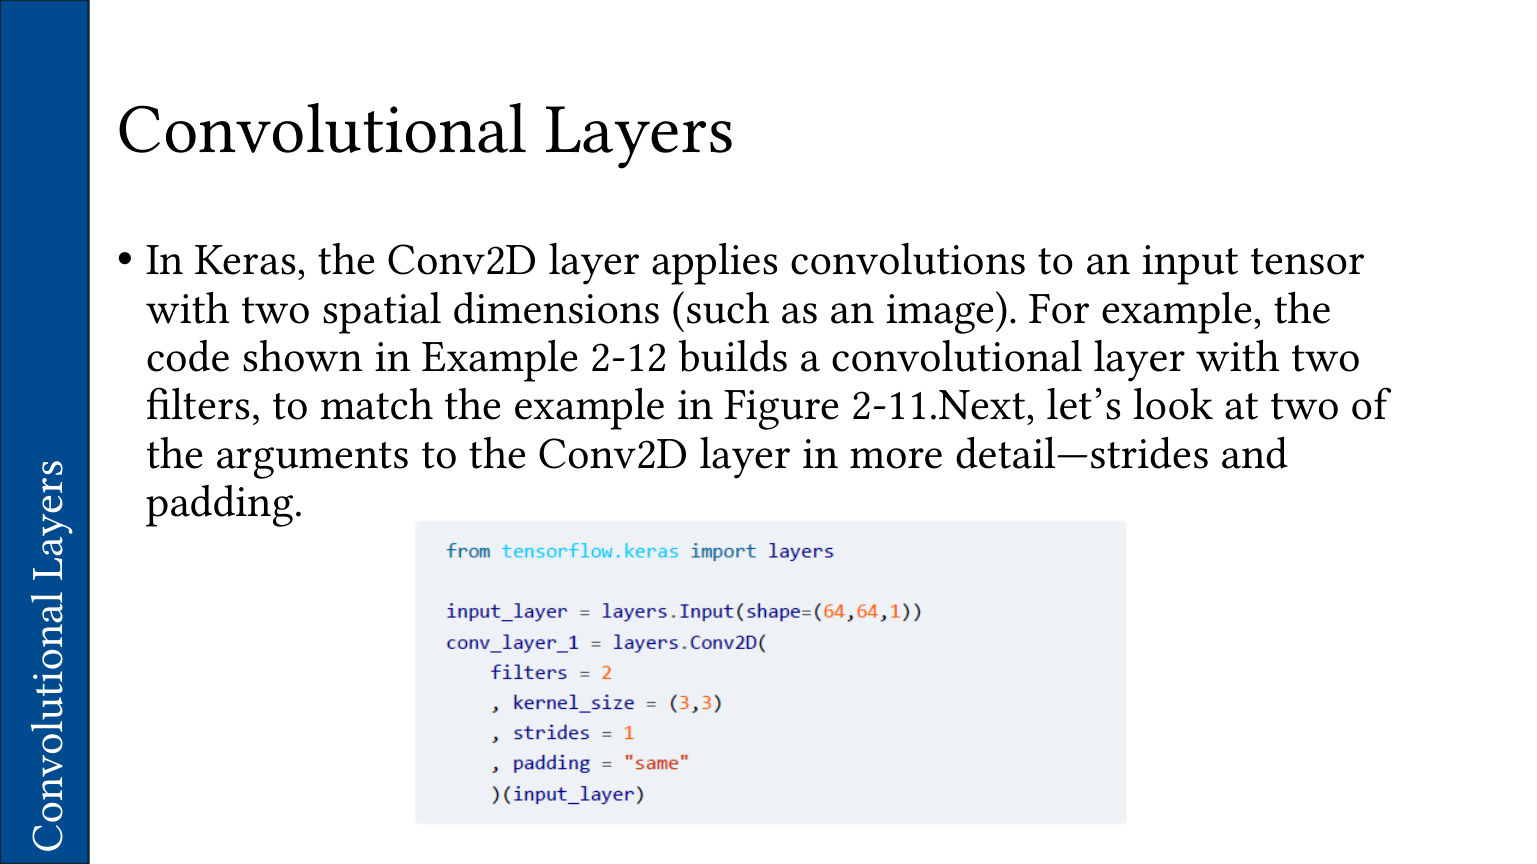 Convolutional Layers
Convolutional Layers
• In Keras, the Conv2D layer applies convolutions to an input tensor
with two spatial dimensions (such as an image). For example, the
code shown in Example 2-12 builds a convolutional layer with two
filters, to match the example in Figure 2-11.Next, let’s look at two of
the arguments to the Conv2D layer in more detail—strides and
padding.
from tensorflow.keras import layers
input_layer = layers.Input(shape=(64,64,1))
conv_layer_1 = layers.Conv2D(
    filters = 2
    , kernel_size = (3,3)
    , strides = 1
    , padding = "same"
    )(input_layer)